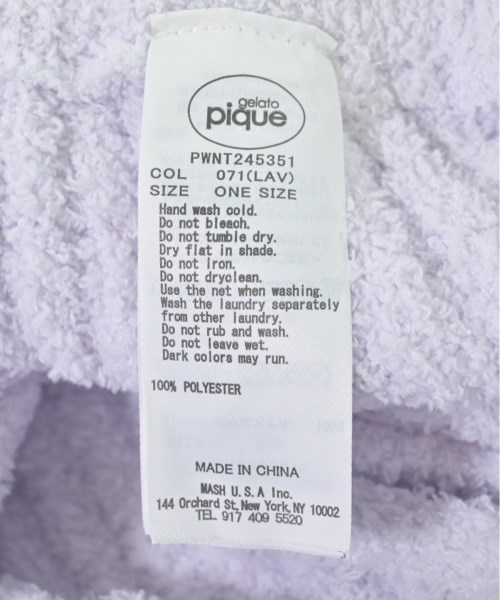 gelato
pique
PWNT245351
COL 071(LAV)
SIZE ONE SIZE
Hand wash cold.
Do not bleach.
Do not tumble dry.
Dry flat in shade.
Do not iron.
Do not dryclean.
Use the net when washing.
Wash the laundry separately
from other laundry.
Do not rub and wash.
Do not leave wet.
Dark colors may run.
100% POLYESTER
MADE IN CHINA
MASH U.S.A Inc.
144 Orchard St, New York, NY 10002
TEL 917 409 5520